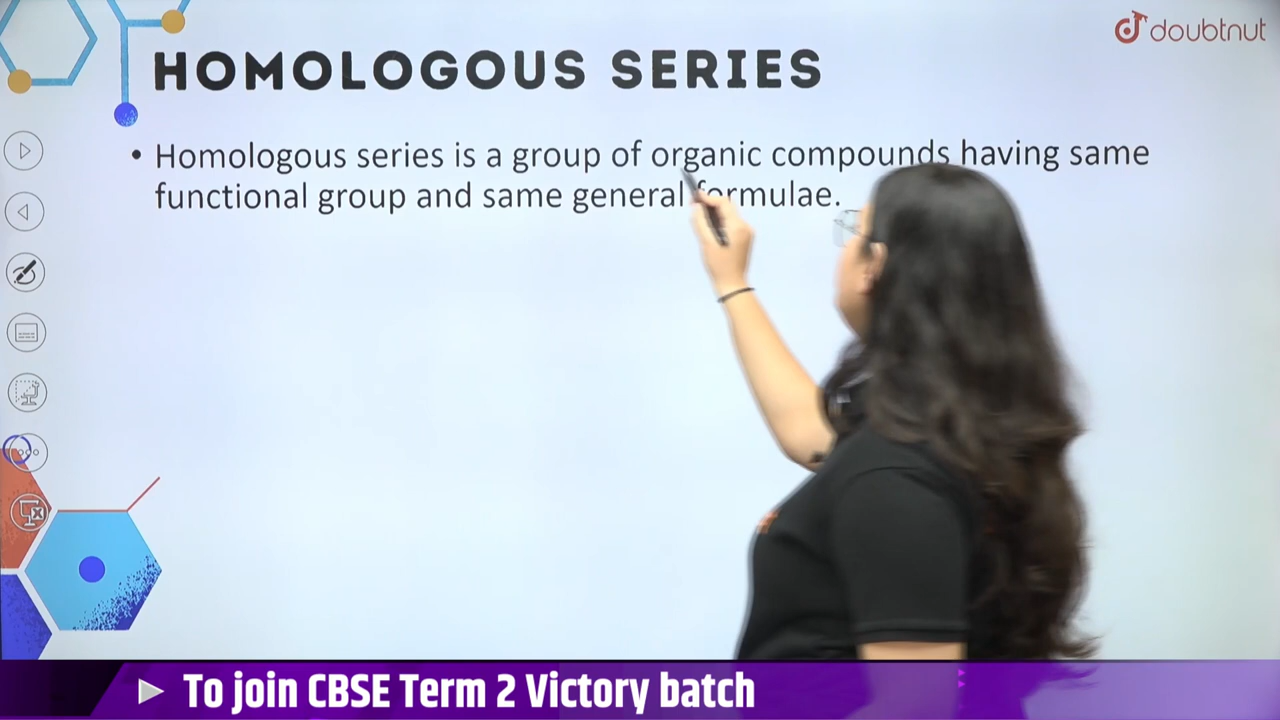 doubtnut
HOMOLOGOUS SERIES
• Homologous series is a group of organic compounds having same
functional group and same general formulae.
To join CBSE Term 2 Victory batch